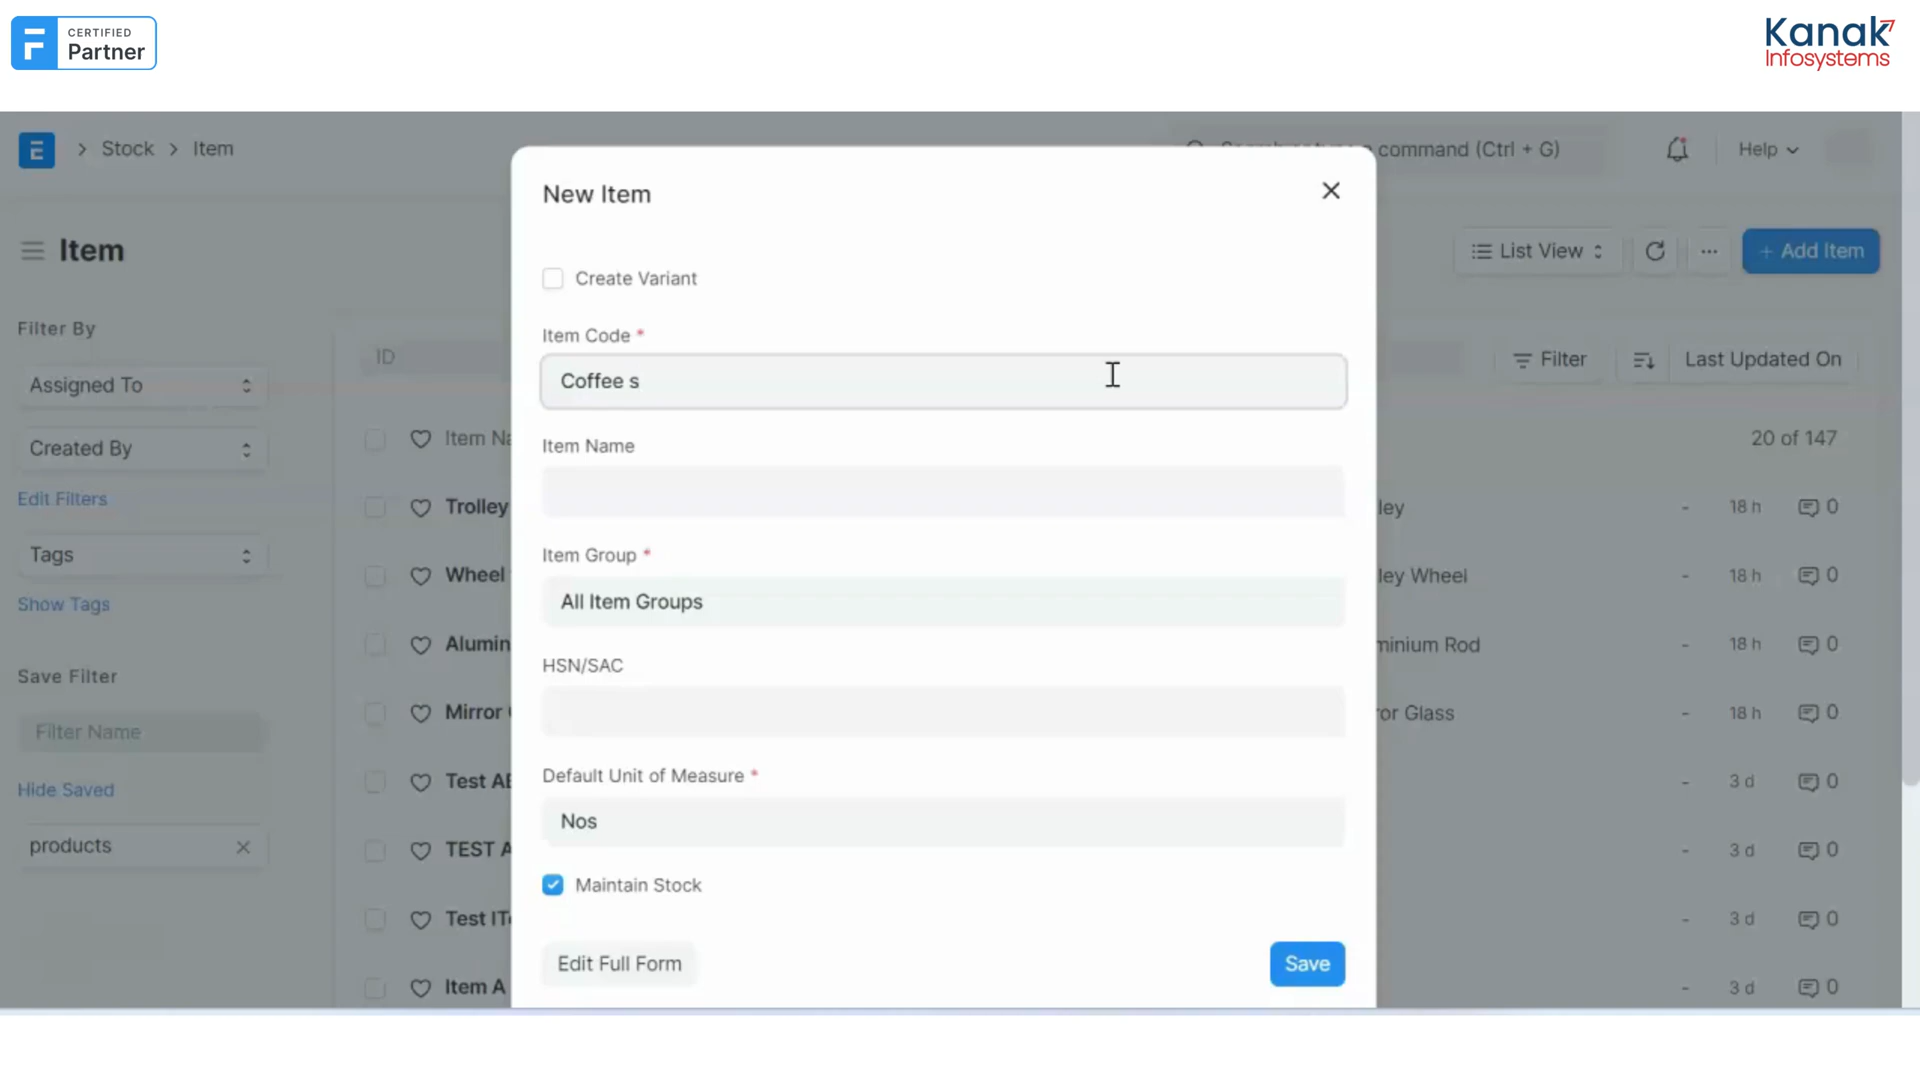 CERTIFIED
Partner
Kanak
Infosystems
Stock > Item
command (Ctrl + G)
Help
New Item
Item
List View
+ Add Item
Create Variant
Filter By
Item Code *
ID
Filter
Last Updated On
Assigned To
Coffee s
Item Na
20 of 147
Created By
Item Name
Edit Filters
Trolley
ley
-
18 h
0
Tags
Item Group *
Wheel
ley Wheel
-
18 h
0
Show Tags
All Item Groups
Alumin
minium Rod
-
18 h
0
Save Filter
HSN/SAC
Filter Name
Mirror
or Glass
-
18 h
0
Hide Saved
Default Unit of Measure *
Test AB
-
3 d
0
Nos
products
TEST A
-
3 d
0
Maintain Stock
Test IT
-
3 d
0
Edit Full Form
Save
Item A
-
3 d
0